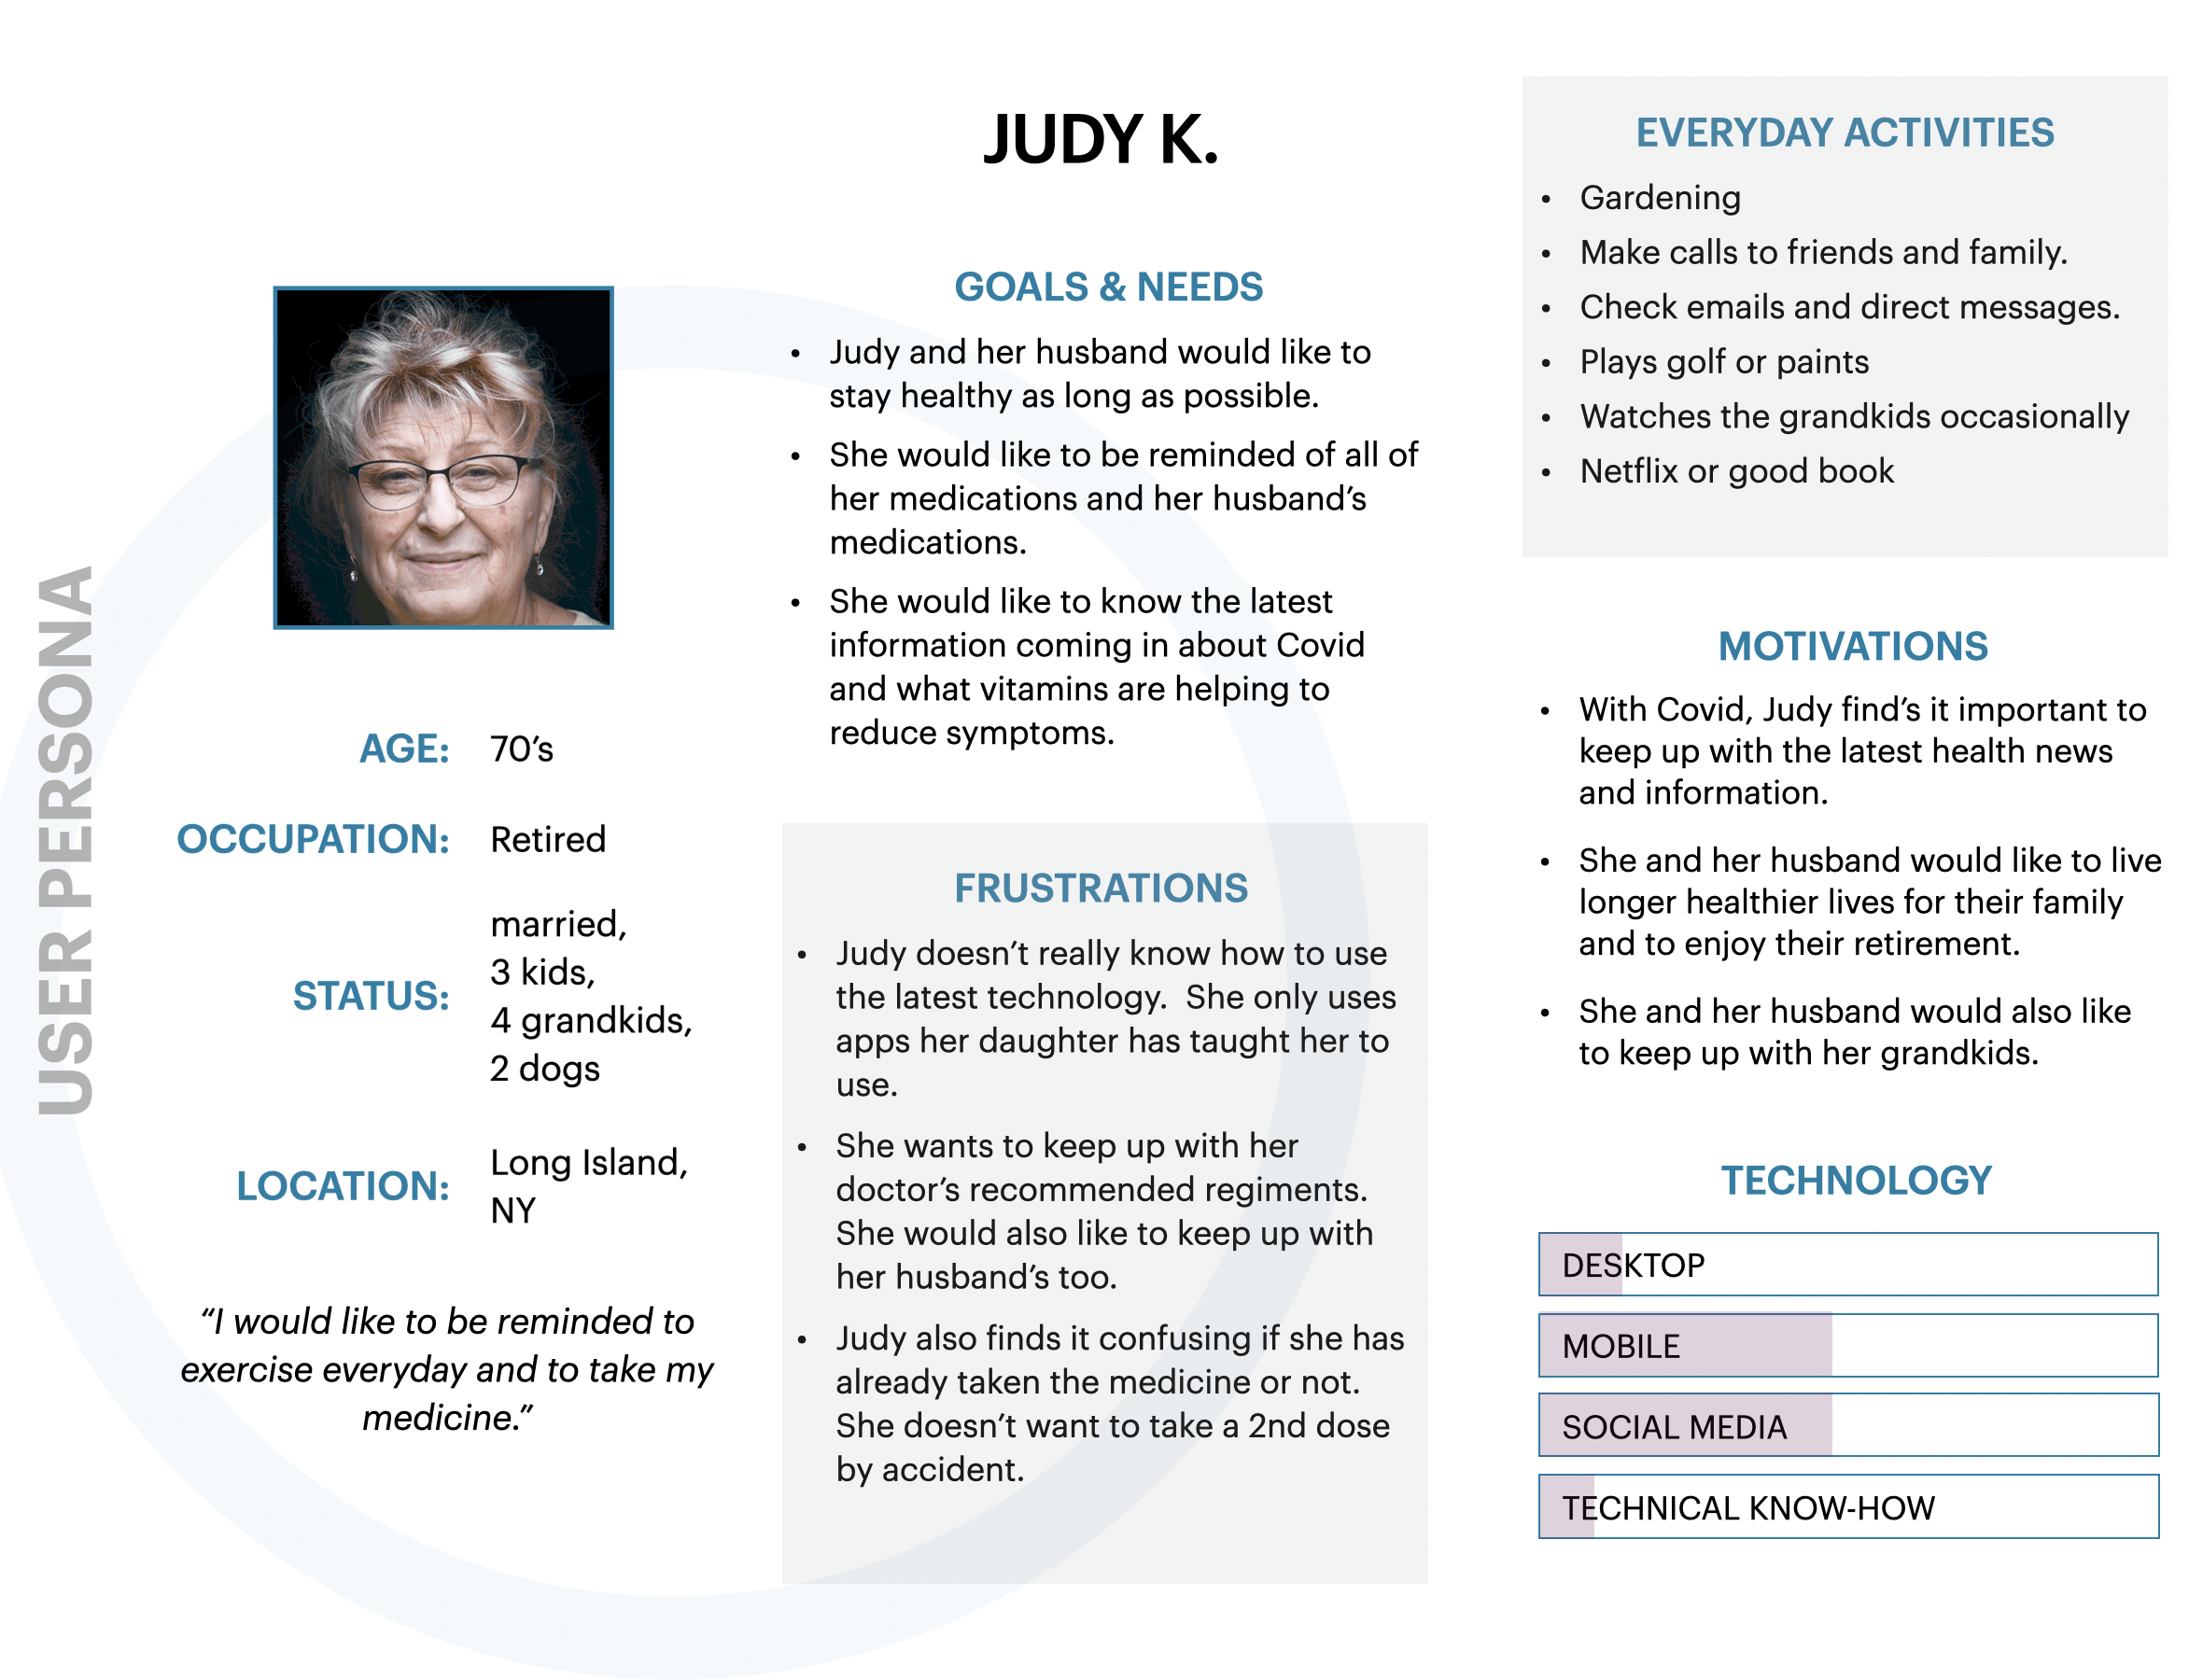 USER PERSONA
JUDY K.
AGE: 70’s
OCCUPATION: Retired
STATUS: married,
3 kids,
4 grandkids,
2 dogs
LOCATION: Long Island,
NY
“I would like to be reminded to
exercise everyday and to take my
medicine.”
GOALS & NEEDS
• Judy and her husband would like to
stay healthy as long as possible.
• She would like to be reminded of all of
her medications and her husband’s
medications.
• She would like to know the latest
information coming in about Covid
and what vitamins are helping to
reduce symptoms.
FRUSTRATIONS
• Judy doesn’t really know how to use
the latest technology.  She only uses
apps her daughter has taught her to
use.
• She wants to keep up with her
doctor’s recommended regiments.
She would also like to keep up with
her husband’s too.
• Judy also finds it confusing if she has
already taken the medicine or not.
She doesn’t want to take a 2nd dose
by accident.
EVERYDAY ACTIVITIES
• Gardening
• Make calls to friends and family.
• Check emails and direct messages.
• Plays golf or paints
• Watches the grandkids occasionally
• Netflix or good book
MOTIVATIONS
• With Covid, Judy find’s it important to
keep up with the latest health news
and information.
• She and her husband would like to live
longer healthier lives for their family
and to enjoy their retirement.
• She and her husband would also like
to keep up with her grandkids.
TECHNOLOGY
DESKTOP
MOBILE
SOCIAL MEDIA
TECHNICAL KNOW-HOW